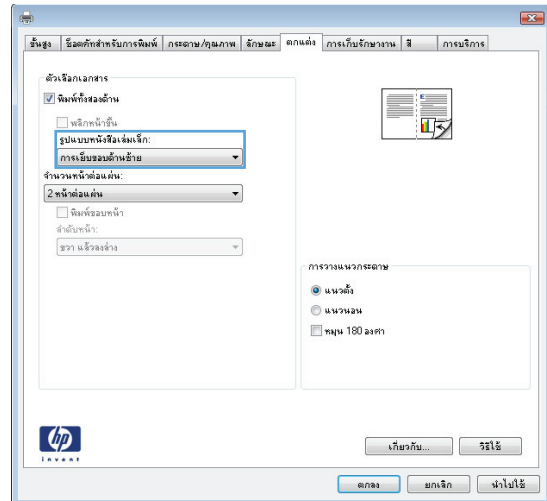 ขั้นสูง ช็อตคัทสำหรับการพิมพ์ กระดาษ/คุณภาพ ลักษณะ ตกแต่ง การเก็บรักษางาน สี การบริการ
ตัวเลือกเอกสาร
พิมพ์ทั้งสองด้าน
พลิกหน้าขึ้น
รูปแบบหนังสือเล่มเล็ก:
การเย็บขอบด้านซ้าย
จำนวนหน้าต่อแผ่น:
2 หน้าต่อแผ่น
พิมพ์ขอบหน้า
ลำดับหน้า:
ขวา แล้วลงล่าง
การวางแนวกระดาษ
แนวตั้ง
แนวนอน
หมุน 180 องศา
hp
invent
เกี่ยวกับ... วิธีใช้
ตกลง ยกเลิก นำไปใช้